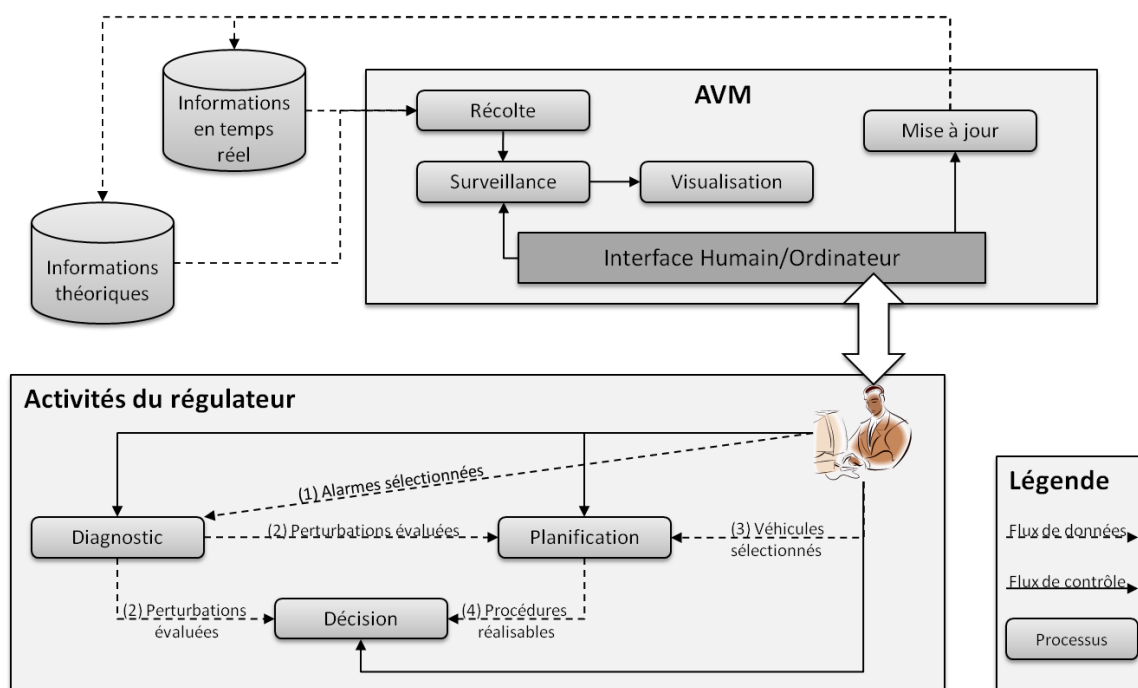 Informations
en temps
réel
Informations
théoriques
AVM
Récolte
Mise à jour
Surveillance
Visualisation
Interface Humain/Ordinateur
Activités du régulateur
(1) Alarmes sélectionnées
Diagnostic
(2) Perturbations évaluées
Planification
(3) Véhicules
sélectionnés
(2) Perturbations
évaluées
Décision
(4) Procédures
réalisables
Légende
Flux de données
Flux de contrôle
Processus